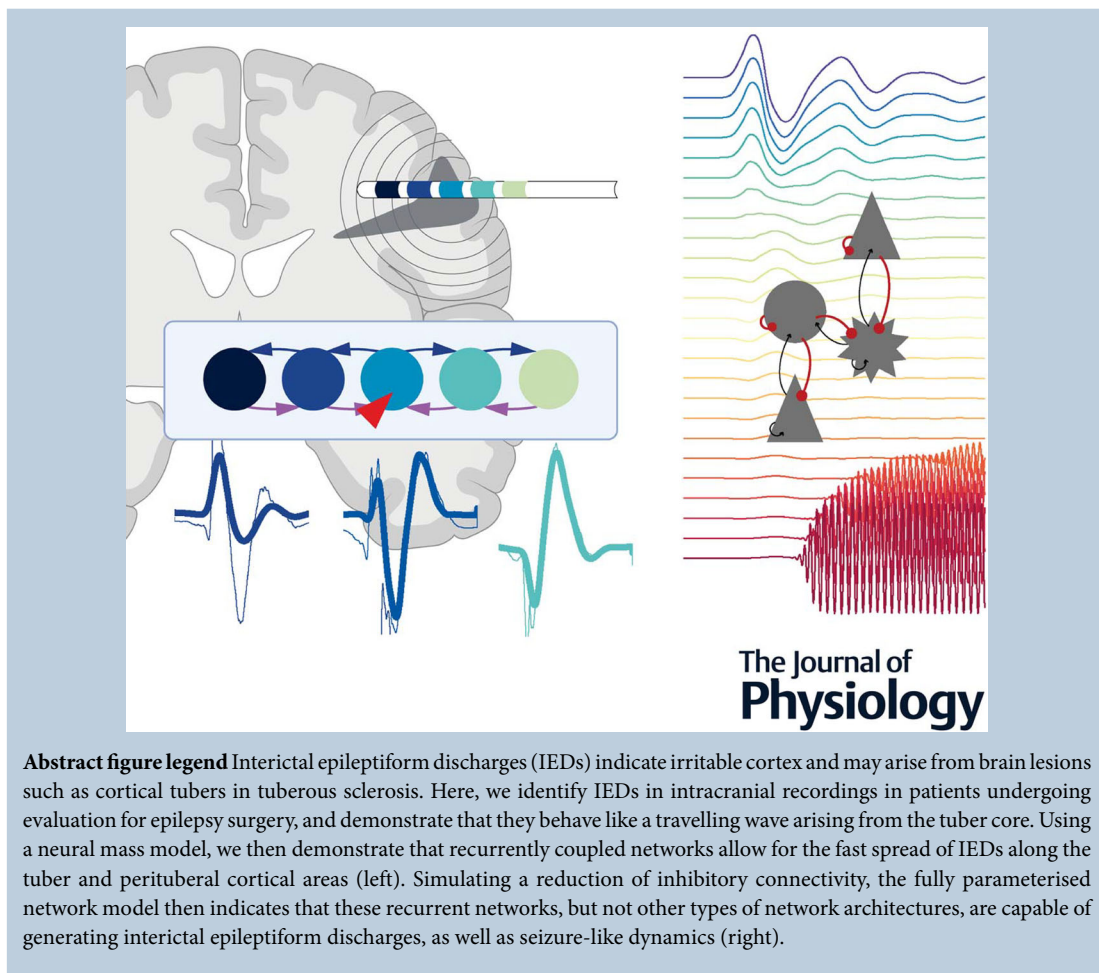 The Journal of
Physiology
Abstract figure legend Interictal epileptiform discharges (IEDs) indicate irritable cortex and may arise from brain lesions
such as cortical tubers in tuberous sclerosis. Here, we identify IEDs in intracranial recordings in patients undergoing
evaluation for epilepsy surgery, and demonstrate that they behave like a travelling wave arising from the tuber core. Using
a neural mass model, we then demonstrate that recurrently coupled networks allow for the fast spread of IEDs along the
tuber and perituberal cortical areas (left). Simulating a reduction of inhibitory connectivity, the fully parameterised
network model then indicates that these recurrent networks, but not other types of network architectures, are capable of
generating interictal epileptiform discharges, as well as seizure-like dynamics (right).